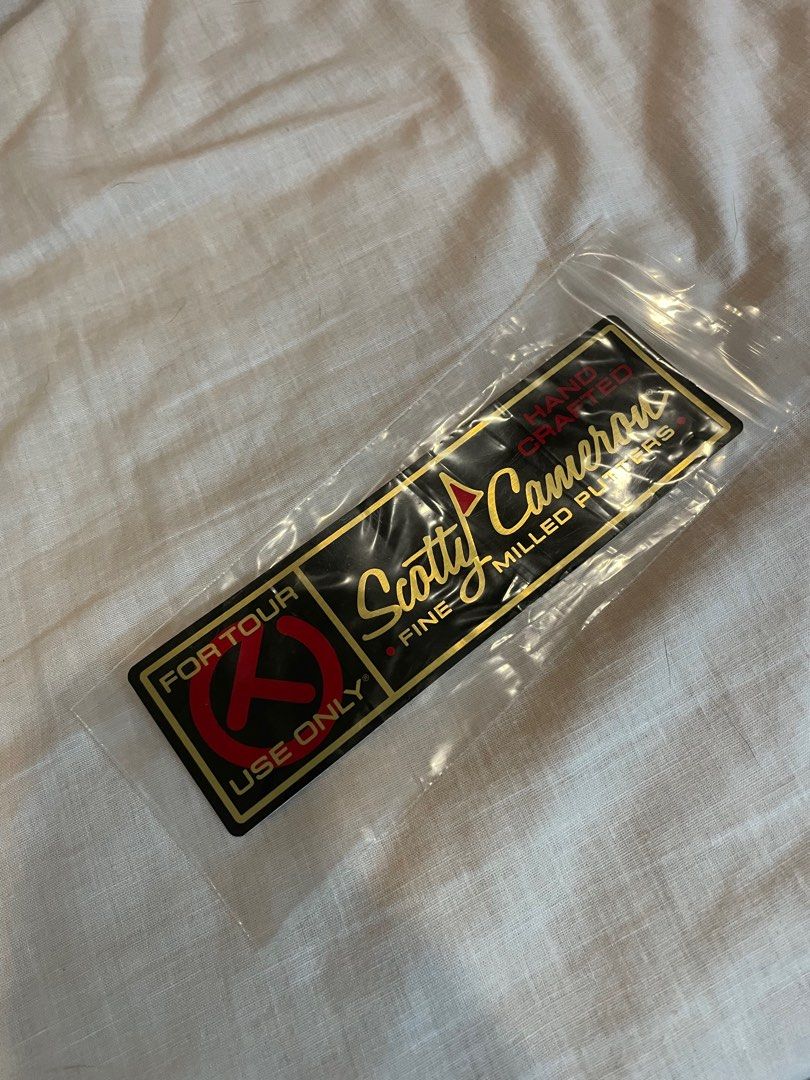 FOR TOUR
USE ONLY®
HAND
CRAFTED
Scotty Cameron®
• FINE MILLED PUTTERS •